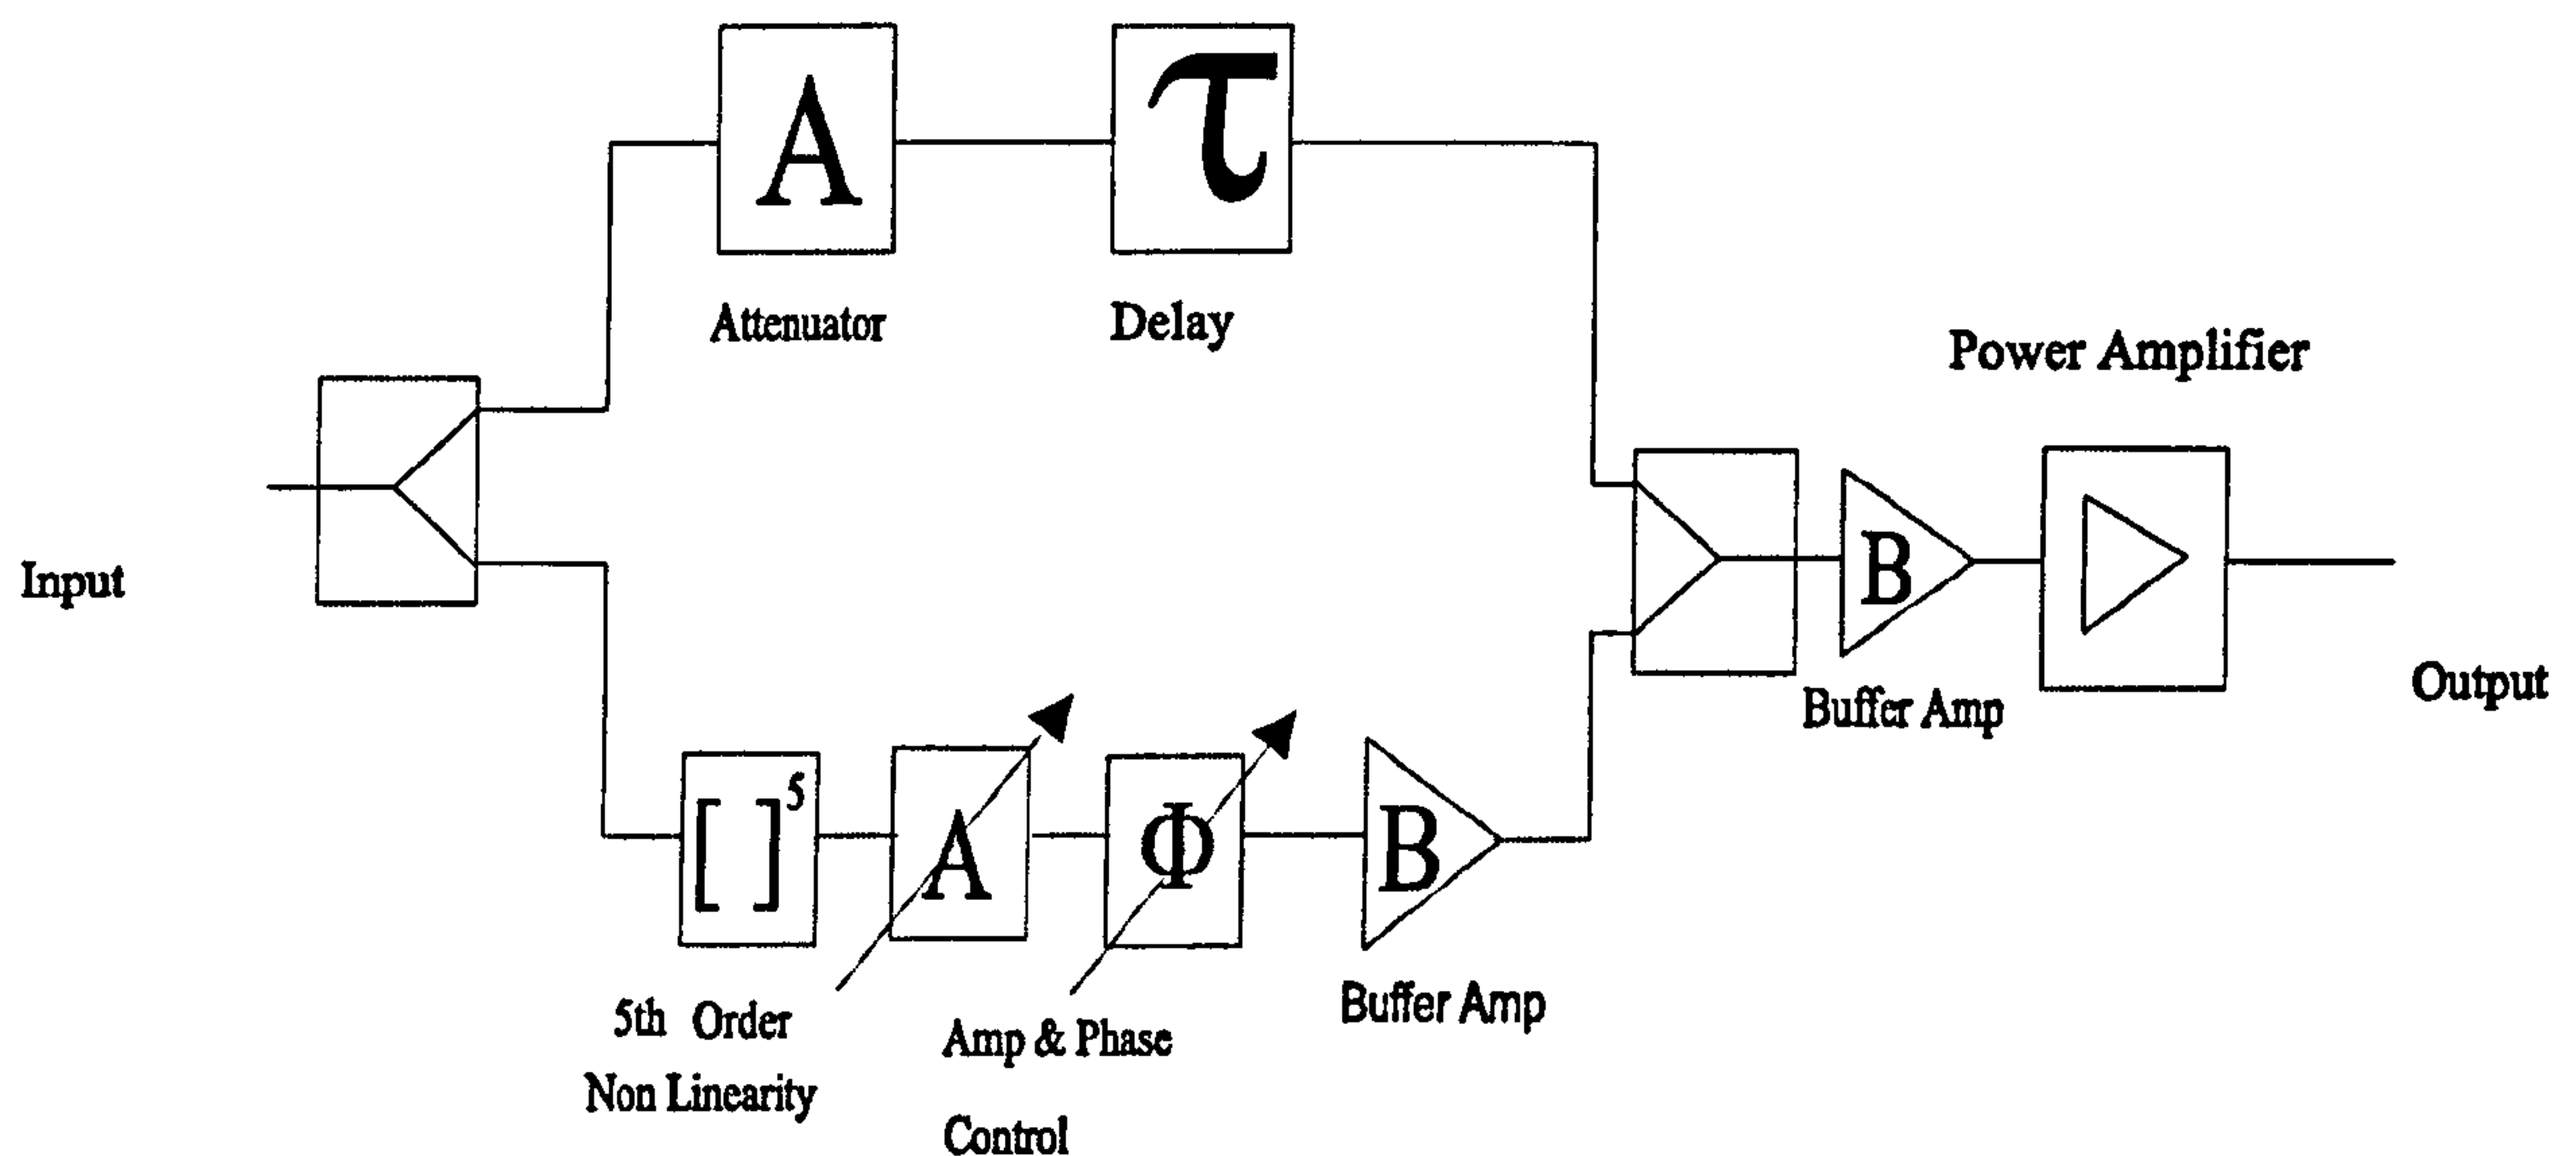 A
τ
Attenuator
Delay
Power Amplifier
Input
B
Buffer Amp
Output
[ ]⁵
A
Φ
B
5th Order
Non Linearity
Amp & Phase
Control
Buffer Amp